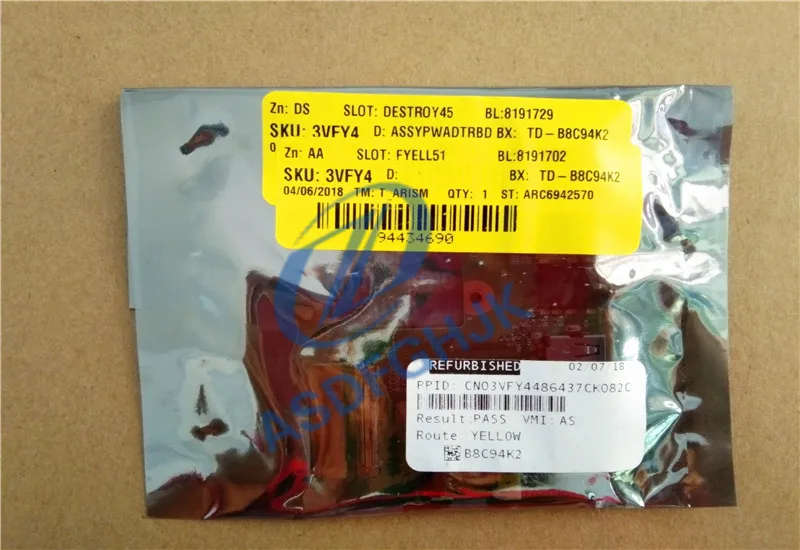 Zn: DS SLOT: DESTROY45 BL:8191729
SKU: 3VFY4 D: ASSYPWADTRBD BX: TD-B8C94K2
0 Zn: AA SLOT: FYELL51 BL:8191702
SKU: 3VFY4 D: BX: TD-B8C94K2
04/06/2018 TM: T_ARISM QTY: 1 ST: ARC6942570
94434690
ASDFGHJK
REFURBISHED 02 07 18
PPID: CN03VFY4486437CK082C
Result:PASS VMI:AS
Route: YELLOW
B8C94K2